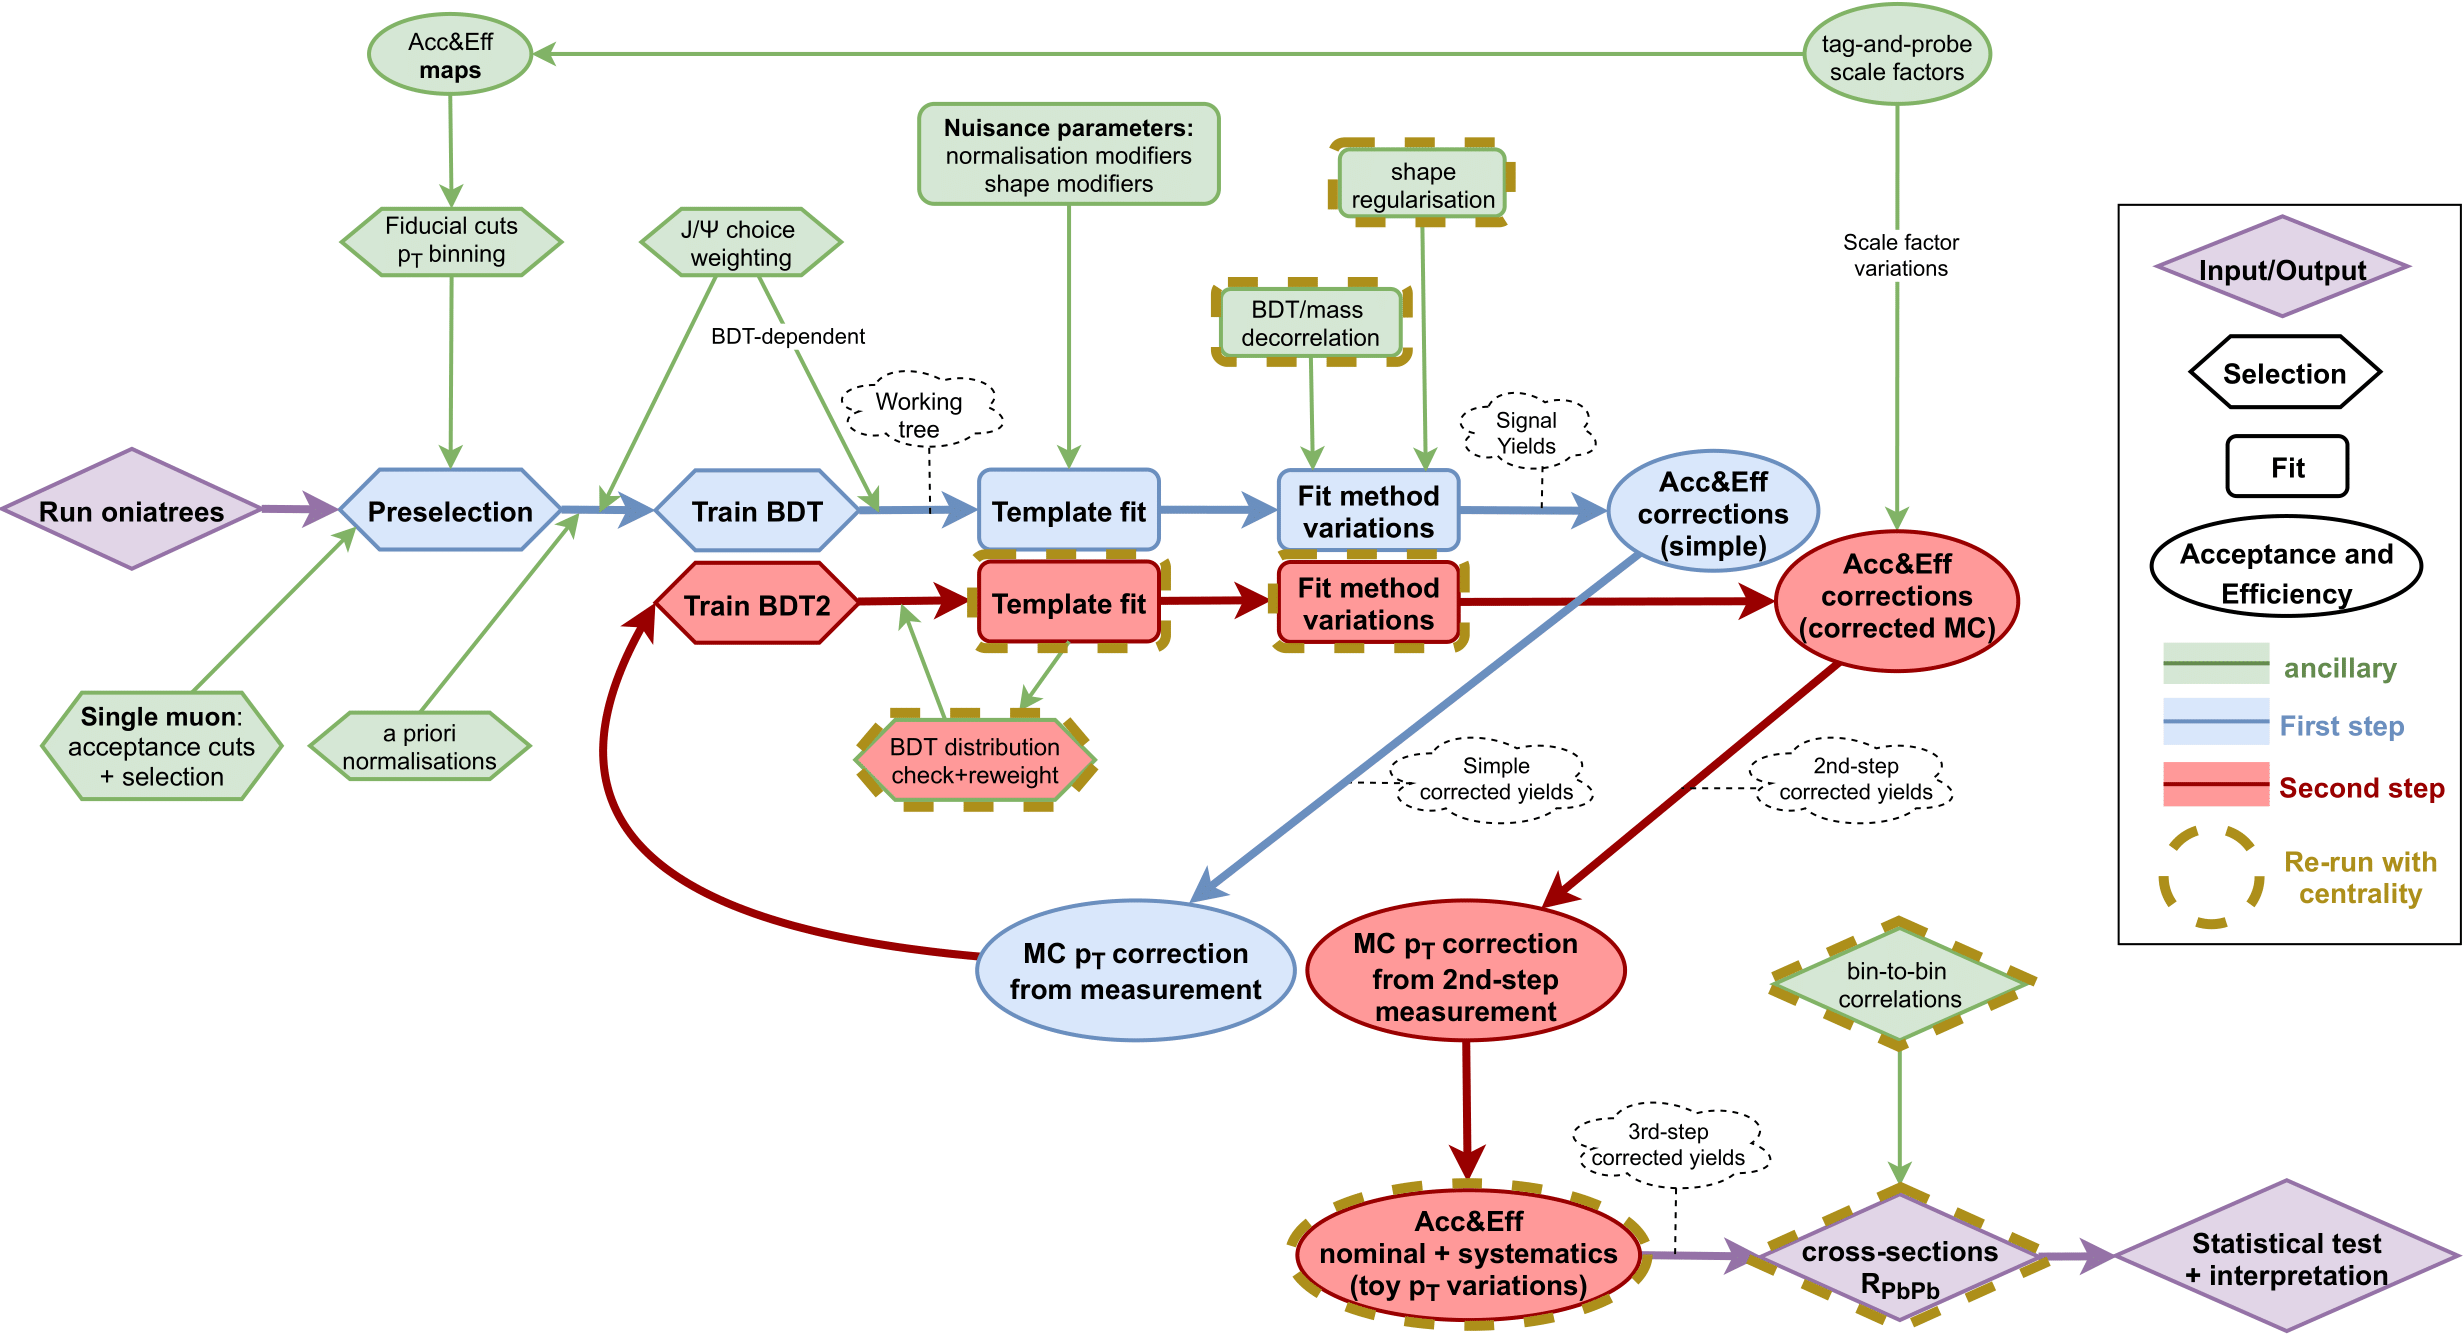 Acc&Eff
maps
tag-and-probe
scale factors
Nuisance parameters:
normalisation modifiers
shape modifiers
shape
regularisation
Fiducial cuts
pT binning
J/Ψ choice
weighting
Scale factor
variations
BDT/mass
decorrelation
BDT-dependent
Working
tree
Signal
Yields
Run oniatrees
Preselection
Train BDT
Template fit
Fit method
variations
Acc&Eff
corrections
(simple)
Train BDT2
Template fit
Fit method
variations
Acc&Eff
corrections
(corrected MC)
Single muon:
acceptance cuts
+ selection
a priori
normalisations
BDT distribution
check+reweight
Simple
corrected yields
2nd-step
corrected yields
MC pT correction
from measurement
MC pT correction
from 2nd-step
measurement
bin-to-bin
correlations
3rd-step
corrected yields
Acc&Eff
nominal + systematics
(toy pT variations)
cross-sections
RPbPb
Statistical test
+ interpretation
Input/Output
Selection
Fit
Acceptance and
Efficiency
ancillary
First step
Second step
Re-run with
centrality